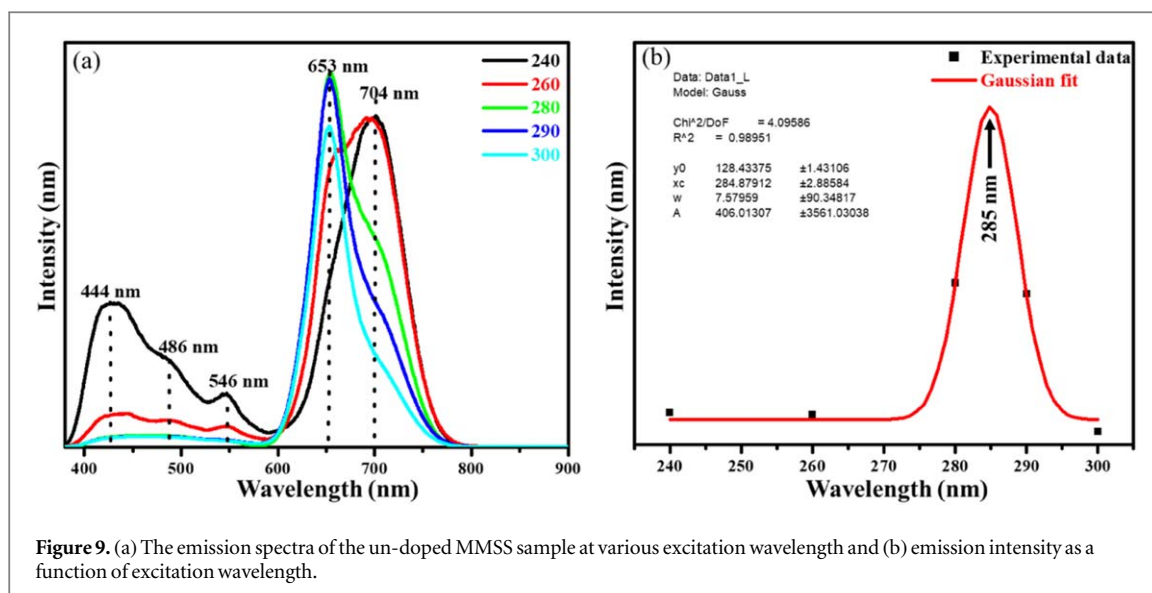 (a)
653 nm
704 nm
240
260
280
290
300
444 nm
486 nm
546 nm
Intensity (nm)
400 500 600 700 800 900
Wavelength (nm)
(b)
Experimental data
Gaussian fit
Data: Data1_L
Model: Gauss
Chi^2/DoF = 4.09586
R^2 = 0.98951
y0 128.43375 ±1.43106
xc 284.87912 ±2.88584
w 7.57959 ±90.34817
A 406.01307 ±3561.03038
285 nm
Intensity (nm)
240 250 260 270 280 290 300
Wavelength (nm)
Figure 9. (a) The emission spectra of the un-doped MMSS sample at various excitation wavelength and (b) emission intensity as a
function of excitation wavelength.